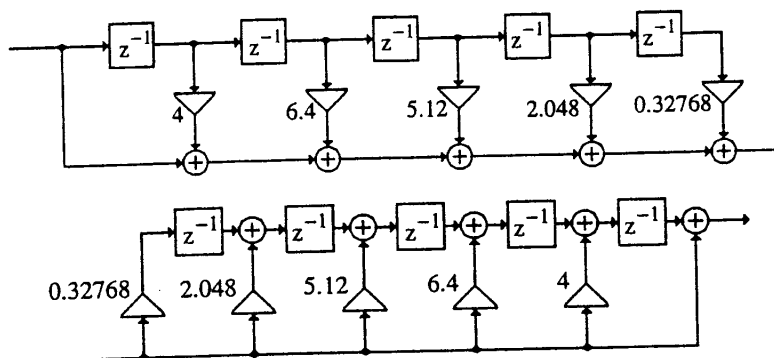 z⁻¹ z⁻¹ z⁻¹ z⁻¹ z⁻¹
4 6.4 5.12 2.048 0.32768
+ + + + +
z⁻¹ + z⁻¹ + z⁻¹ + z⁻¹ + z⁻¹ +
0.32768 2.048 5.12 6.4 4